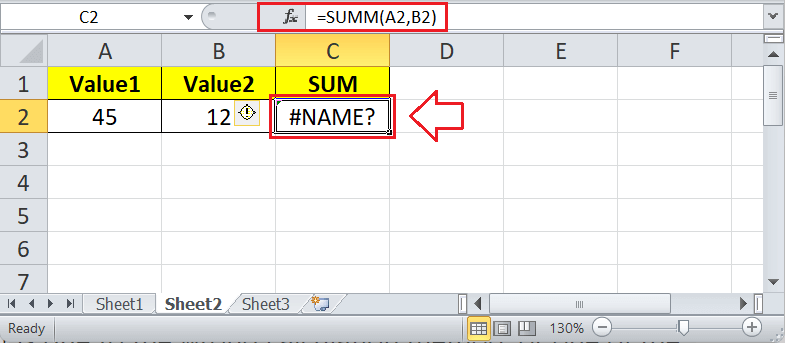 C2 fx =SUMM(A2,B2)
A B C D E F
1 Value1 Value2 SUM
2 45 12 #NAME?
3
4
5
6
7
Sheet1 Sheet2 Sheet3
Ready 130%